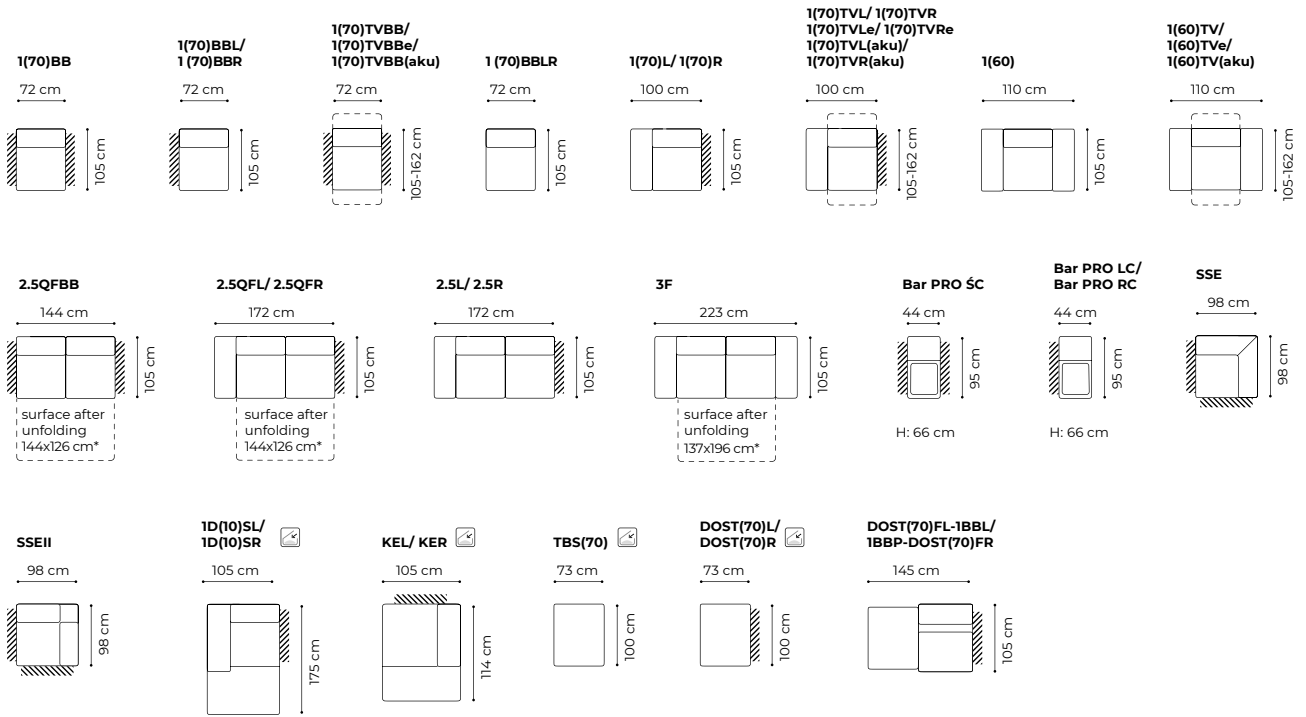 1(70)BB
72 cm
105 cm
1(70)BBL/
1 (70)BBR
72 cm
105 cm
1(70)TVBB/
1(70)TVBBe/
1(70)TVBB(aku)
72 cm
105-162 cm
1 (70)BBLR
72 cm
105 cm
1(70)L/ 1(70)R
100 cm
105 cm
1(70)TVL/ 1(70)TVR
1(70)TVLe/ 1(70)TVRe
1(70)TVL(aku)/
1(70)TVR(aku)
100 cm
105-162 cm
1(60)
110 cm
105 cm
1(60)TV/
1(60)TVe/
1(60)TV(aku)
110 cm
105-162 cm
2.5QFBB
144 cm
105 cm
surface after
unfolding
144x126 cm*
2.5QFL/ 2.5QFR
172 cm
105 cm
surface after
unfolding
144x126 cm*
2.5L/ 2.5R
172 cm
105 cm
3F
223 cm
105 cm
surface after
unfolding
137x196 cm*
Bar PRO ŚC
44 cm
95 cm
H: 66 cm
Bar PRO LC/
Bar PRO RC
44 cm
95 cm
H: 66 cm
SSE
98 cm
98 cm
SSEII
98 cm
98 cm
1D(10)SL/
1D(10)SR
105 cm
175 cm
KEL/ KER
105 cm
114 cm
TBS(70)
73 cm
100 cm
DOST(70)L/
DOST(70)R
73 cm
100 cm
DOST(70)FL-1BBL/
1BBP-DOST(70)FR
145 cm
105 cm